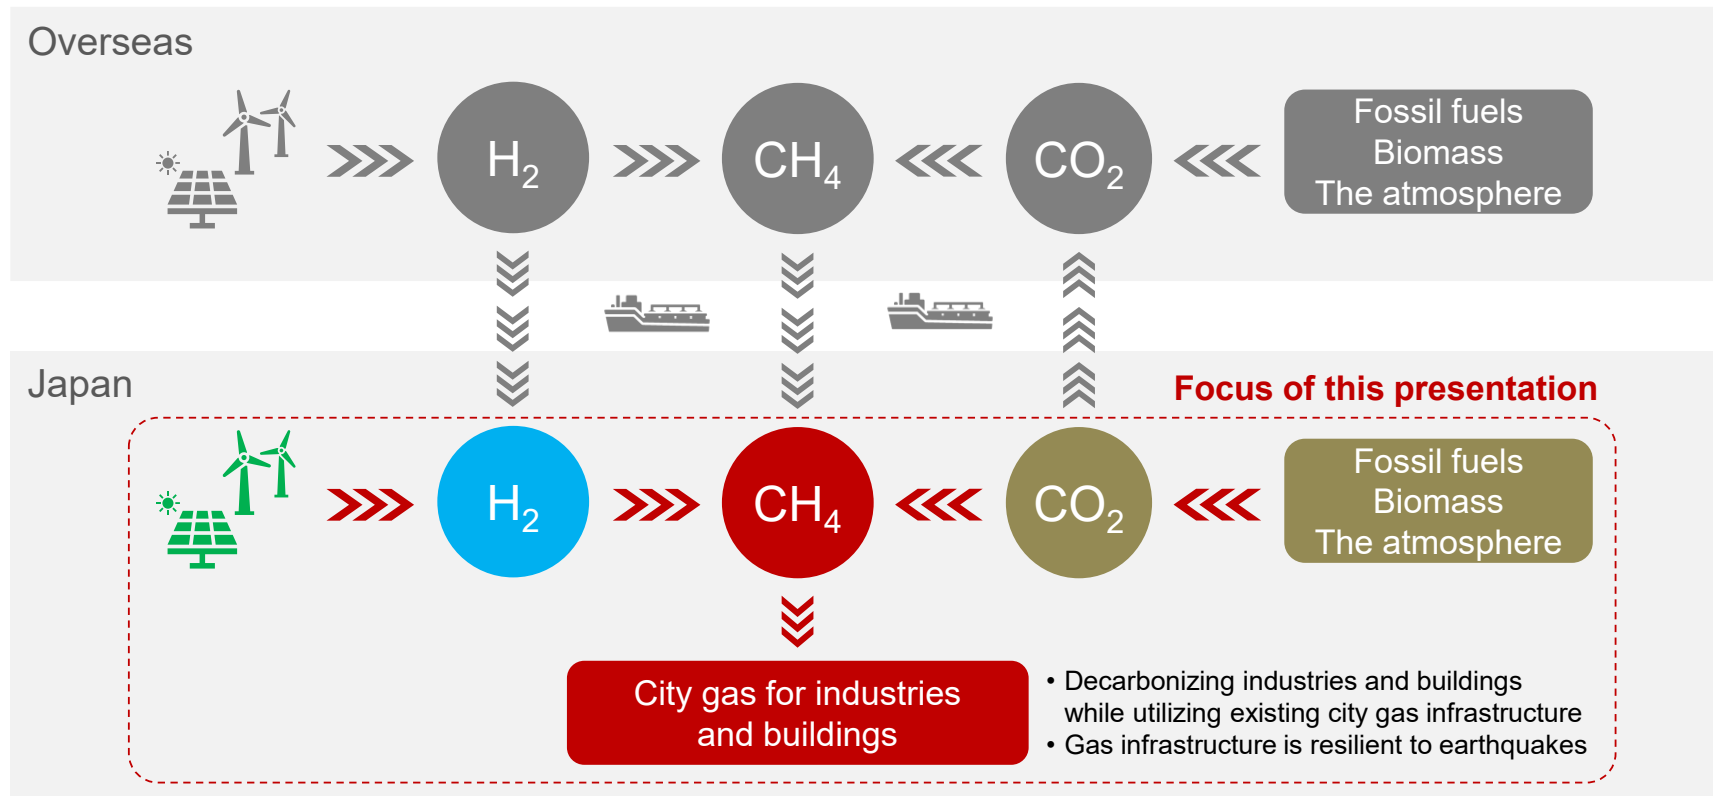 Overseas
H₂
CH₄
CO₂
Fossil fuels
Biomass
The atmosphere
Japan
Focus of this presentation
H₂
CH₄
CO₂
Fossil fuels
Biomass
The atmosphere
City gas for industries
and buildings
• Decarbonizing industries and buildings
while utilizing existing city gas infrastructure
• Gas infrastructure is resilient to earthquakes